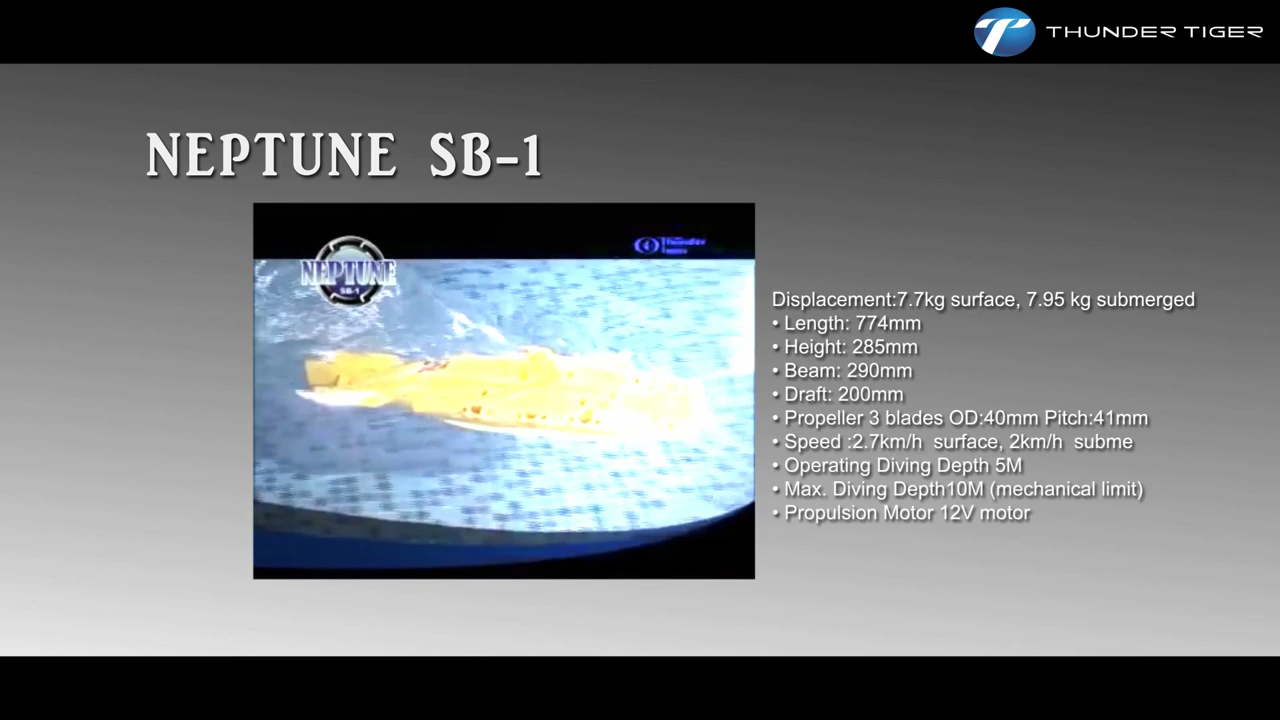 THUNDER TIGER
NEPTUNE SB-1
NEPTUNE
SB-1
Thunder
Displacement:7.7kg surface, 7.95 kg submerged
• Length: 774mm
• Height: 285mm
• Beam: 290mm
• Draft: 200mm
• Propeller 3 blades OD:40mm Pitch:41mm
• Speed :2.7km/h surface, 2km/h subme
• Operating Diving Depth 5M
• Max. Diving Depth10M (mechanical limit)
• Propulsion Motor 12V motor